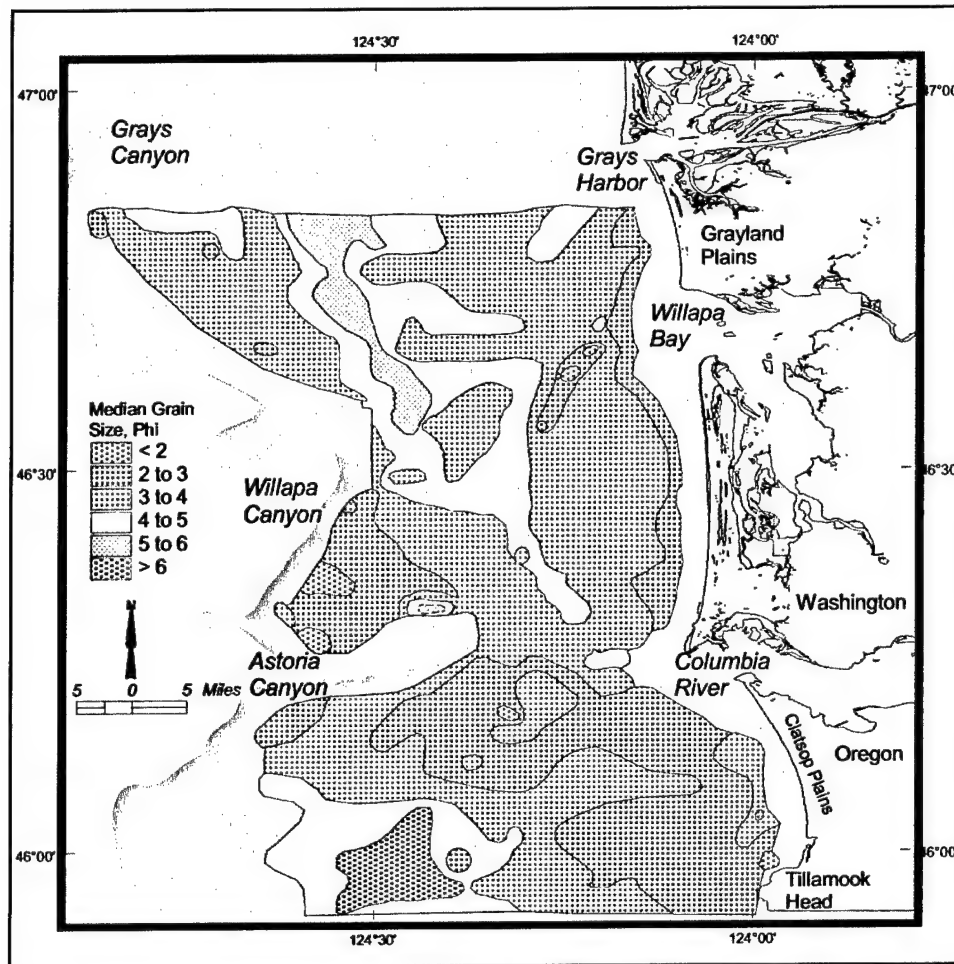 124°30'
124°00'
47°00'
47°00'
Grays
Canyon
Grays
Harbor
Grayland
Plains
Willapa
Bay
Median Grain
Size, Phi
< 2
2 to 3
3 to 4
4 to 5
5 to 6
> 6
46°30'
46°30'
Willapa
Canyon
N
Washington
Astoria
Canyon
Columbia
River
5 0 5 Miles
Clatsop Plains
Oregon
46°00'
46°00'
Tillamook
Head
124°30'
124°00'